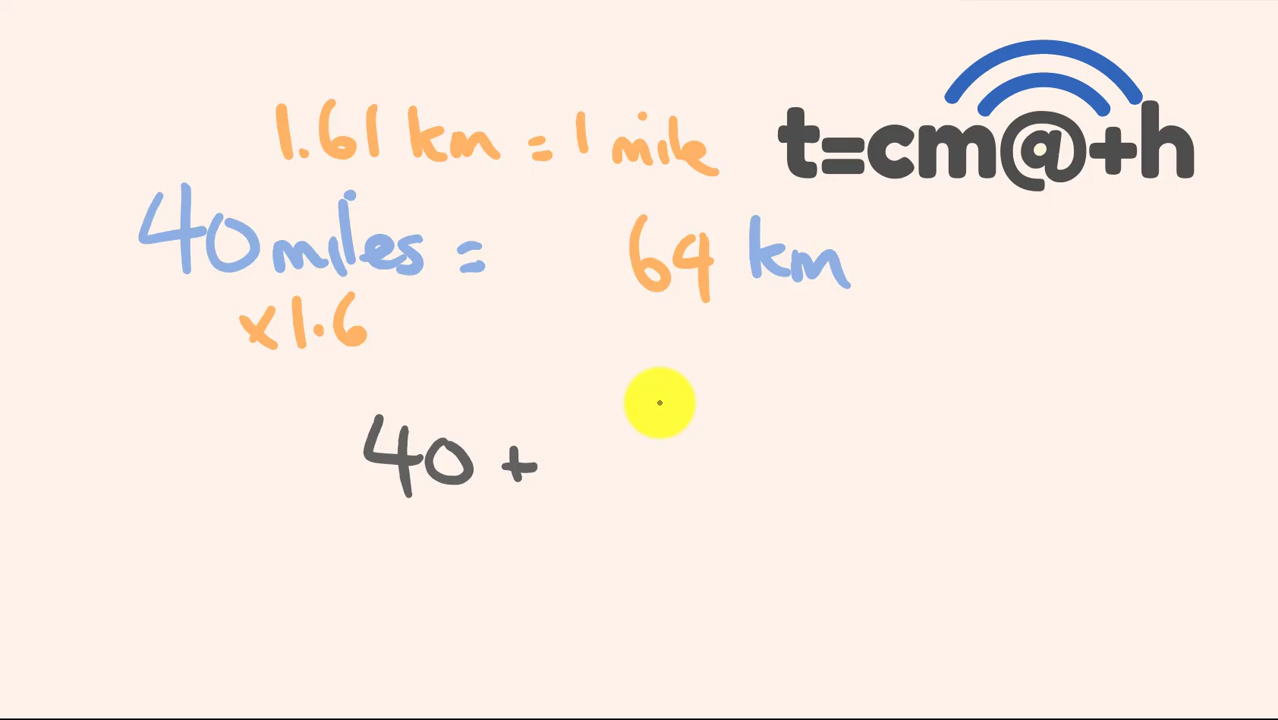 1.61 km = 1 mile
t=cm@+h
40 miles = 64 km
x1.6
40 +